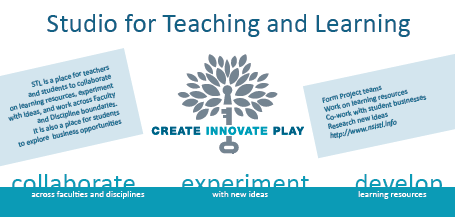 Studio for Teaching and Learning
STL is a place for teachers
and students to collaborate
on learning resources, experiment
with ideas, and work across Faculty
and Discipline boundaries.
It is also a place for students
to explore business opportunities
CREATE INNOVATE PLAY
Form Project teams
Work on learning resources
Co-work with student businesses
Research new Ideas
http://www.nsistl.info
collaborate experiment develop
across faculties and disciplines with new ideas learning resources